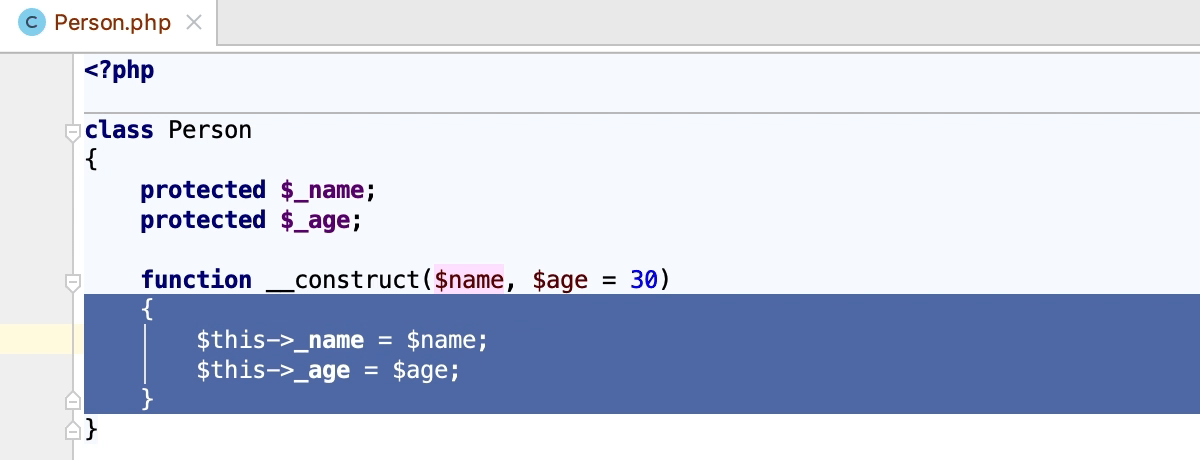 C Person.php
<?php
class Person
{
    protected $_name;
    protected $_age;
    function __construct($name, $age = 30)
    {
        $this->_name = $name;
        $this->_age = $age;
    }
}